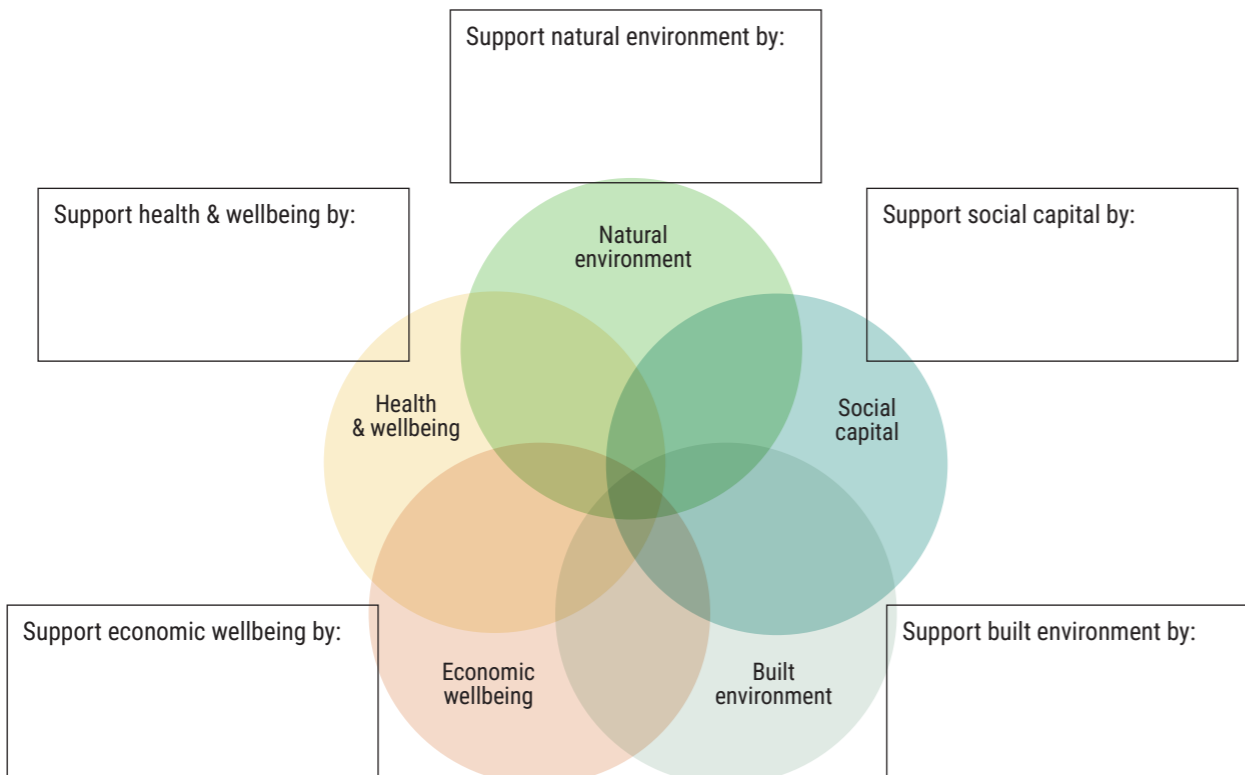 Support natural environment by:
Support health & wellbeing by:
Support social capital by:
Natural
environment
Health
& wellbeing
Social
capital
Support economic wellbeing by:
Support built environment by:
Economic
wellbeing
Built
environment